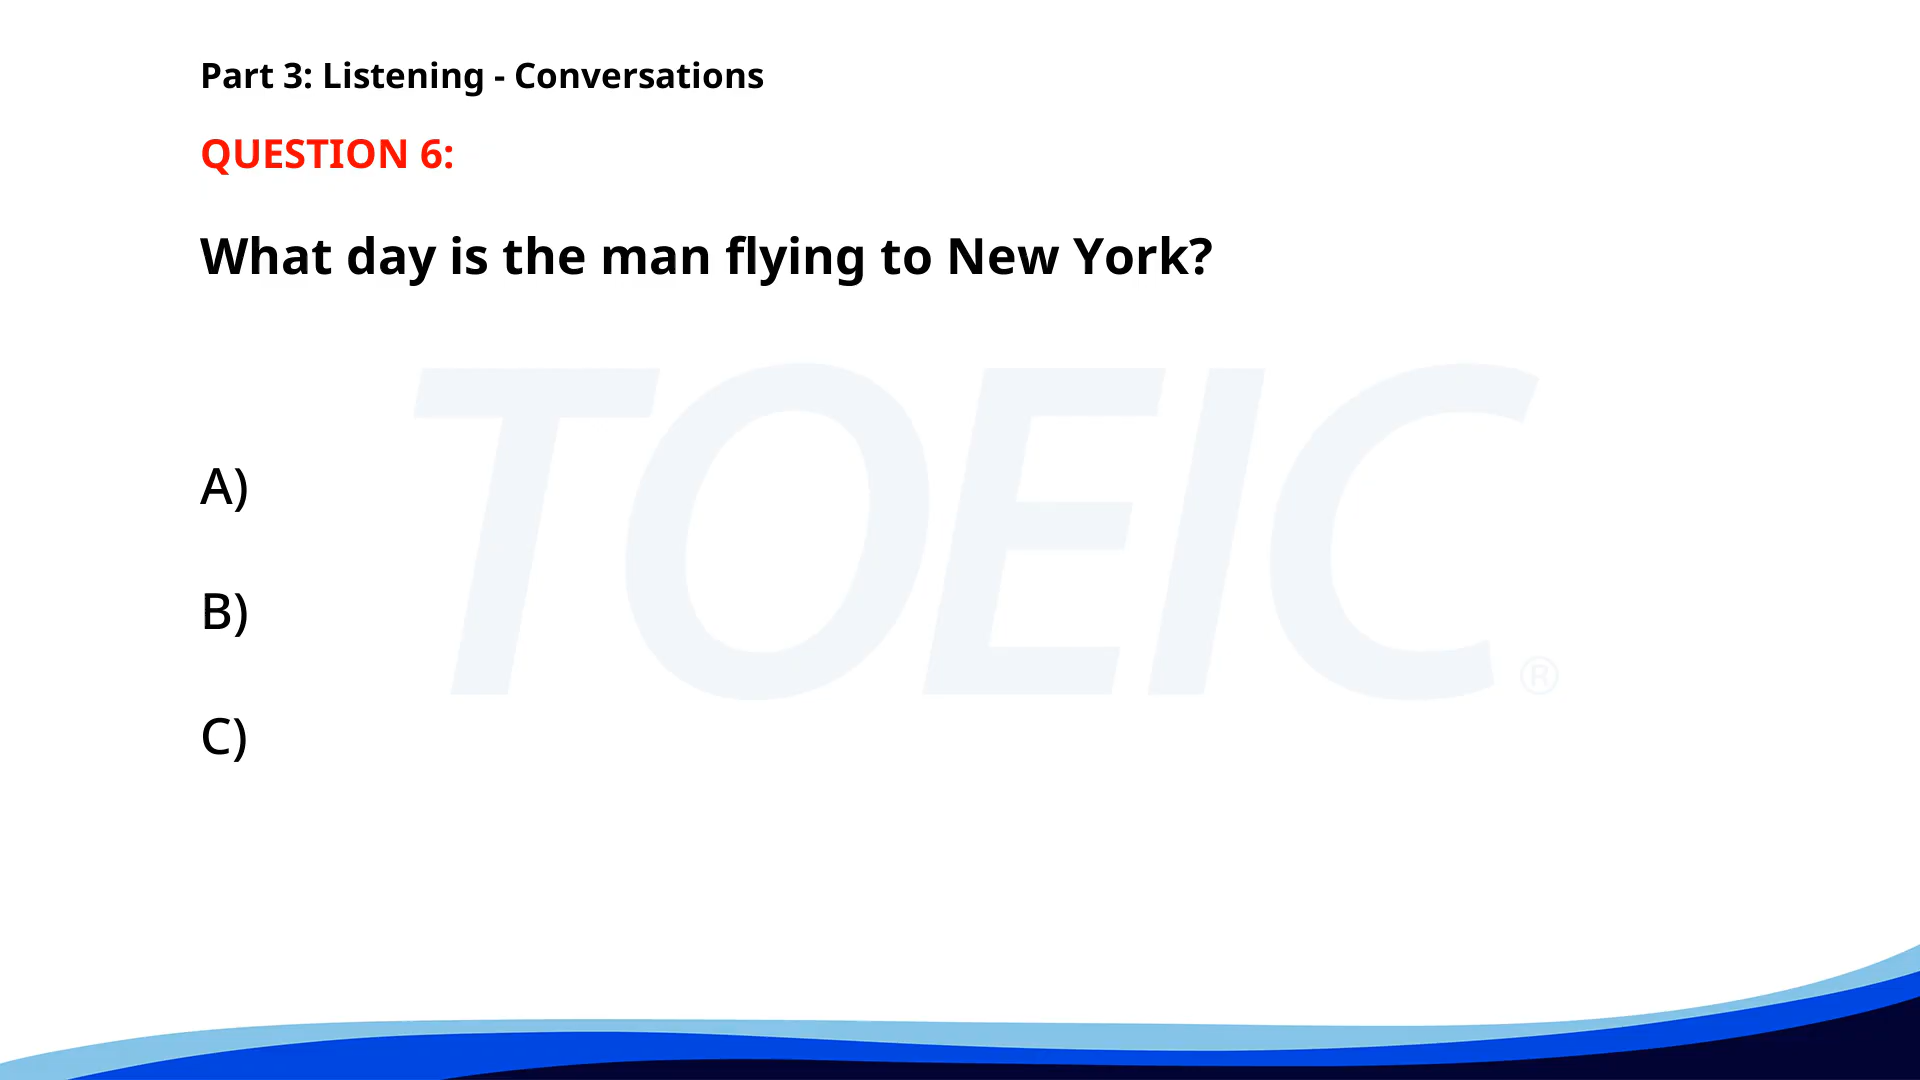 Part 3: Listening - Conversations
QUESTION 6:
What day is the man flying to New York?
TOEIC®
A)
B)
C)